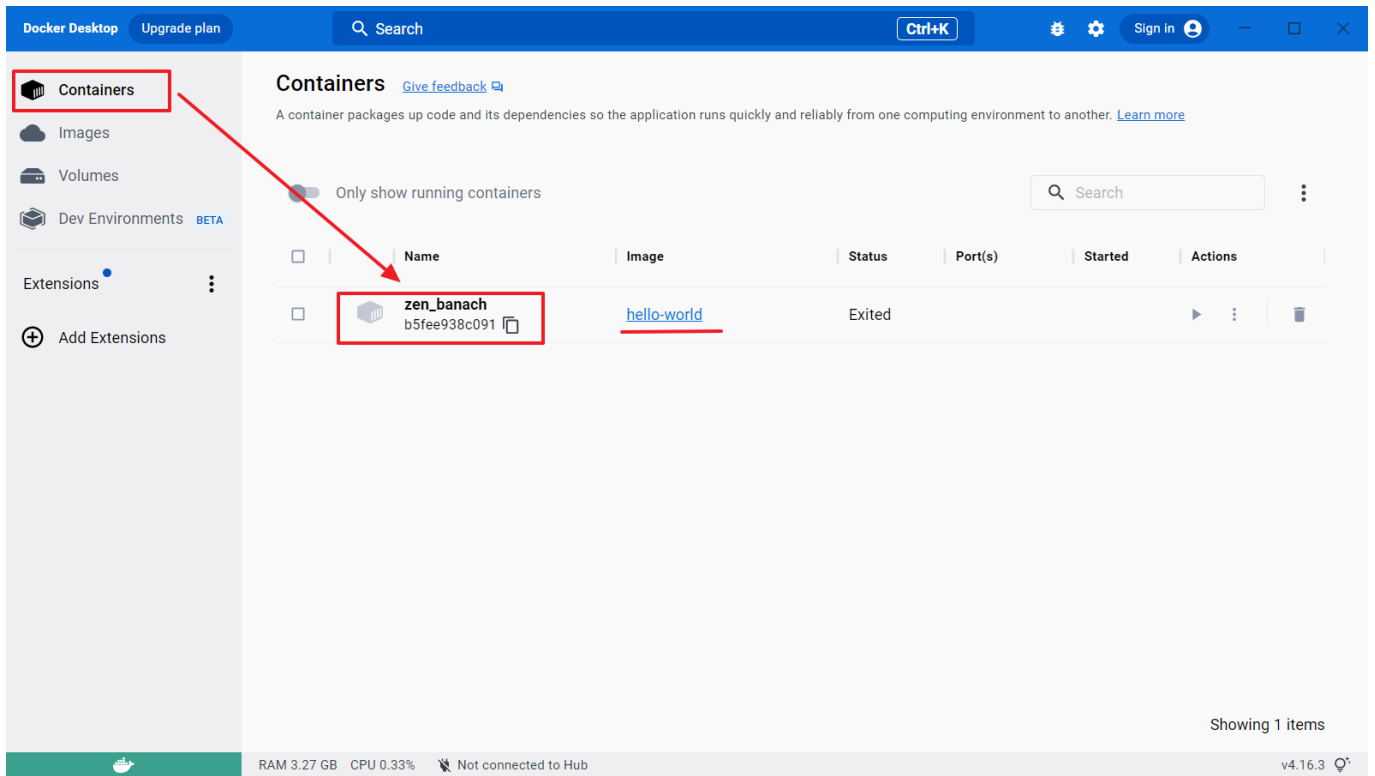 Docker Desktop Upgrade plan Search Ctrl+K Sign in
Containers
Images
Volumes
Dev Environments BETA
Extensions
Add Extensions
Containers Give feedback
A container packages up code and its dependencies so the application runs quickly and reliably from one computing environment to another. Learn more
Only show running containers Search
Name Image Status Port(s) Started Actions
zen_banach
b5fee938c091
hello-world Exited
Showing 1 items
RAM 3.27 GB CPU 0.33% Not connected to Hub v4.16.3